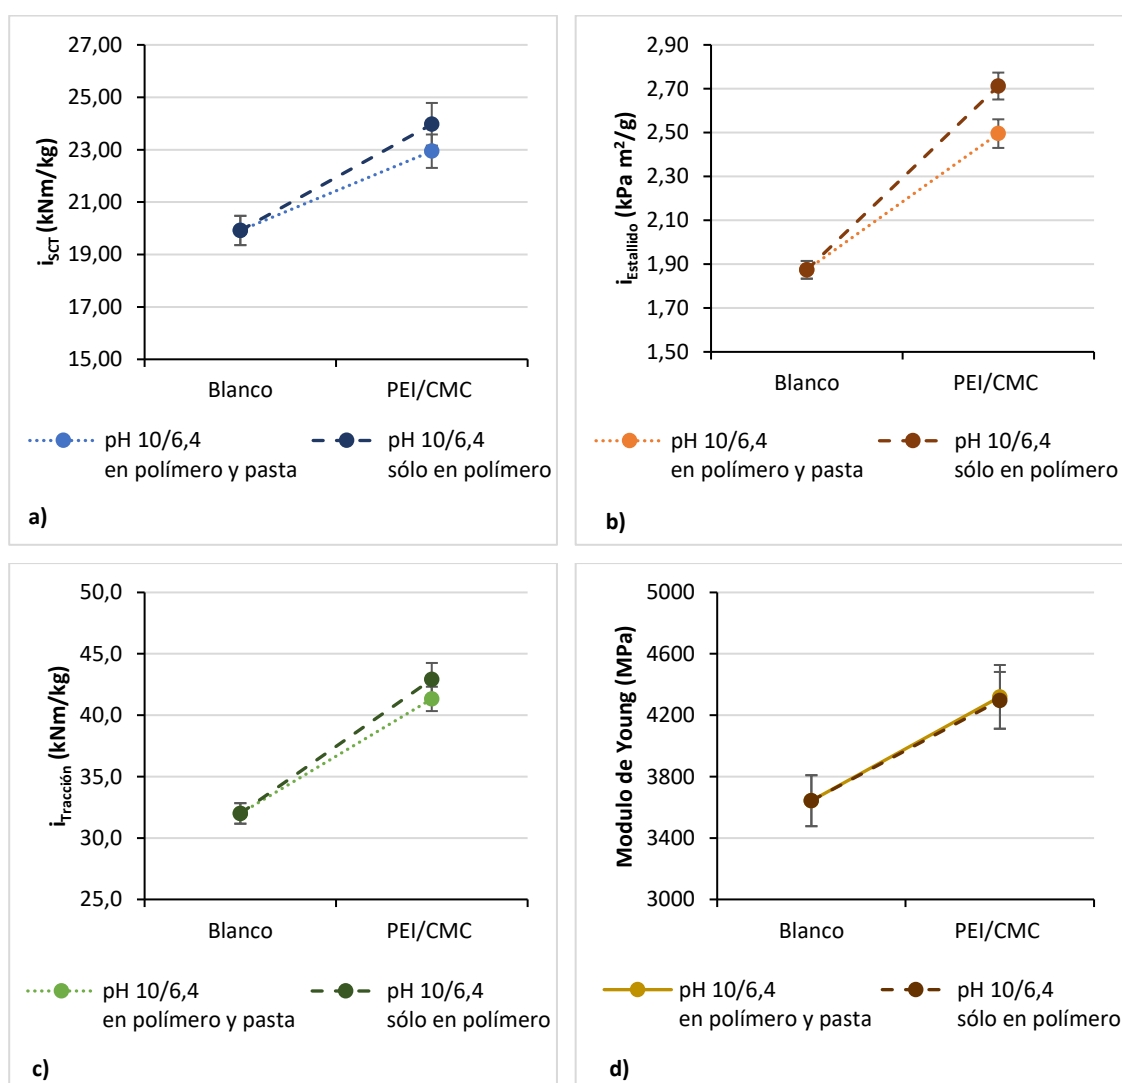 27,00
25,00
23,00
21,00
19,00
17,00
15,00
iSCT (kNm/kg)
Blanco
PEI/CMC
pH 10/6,4
en polímero y pasta
pH 10/6,4
sólo en polímero
a)
2,90
2,70
2,50
2,30
2,10
1,90
1,70
1,50
iEstallido (kPa m²/g)
Blanco
PEI/CMC
pH 10/6,4
en polímero y pasta
pH 10/6,4
sólo en polímero
b)
50,0
45,0
40,0
35,0
30,0
25,0
iTracción (kNm/kg)
Blanco
PEI/CMC
pH 10/6,4
en polímero y pasta
pH 10/6,4
sólo en polímero
c)
5000
4600
4200
3800
3400
3000
Modulo de Young (MPa)
Blanco
PEI/CMC
pH 10/6,4
en polímero y pasta
pH 10/6,4
sólo en polímero
d)